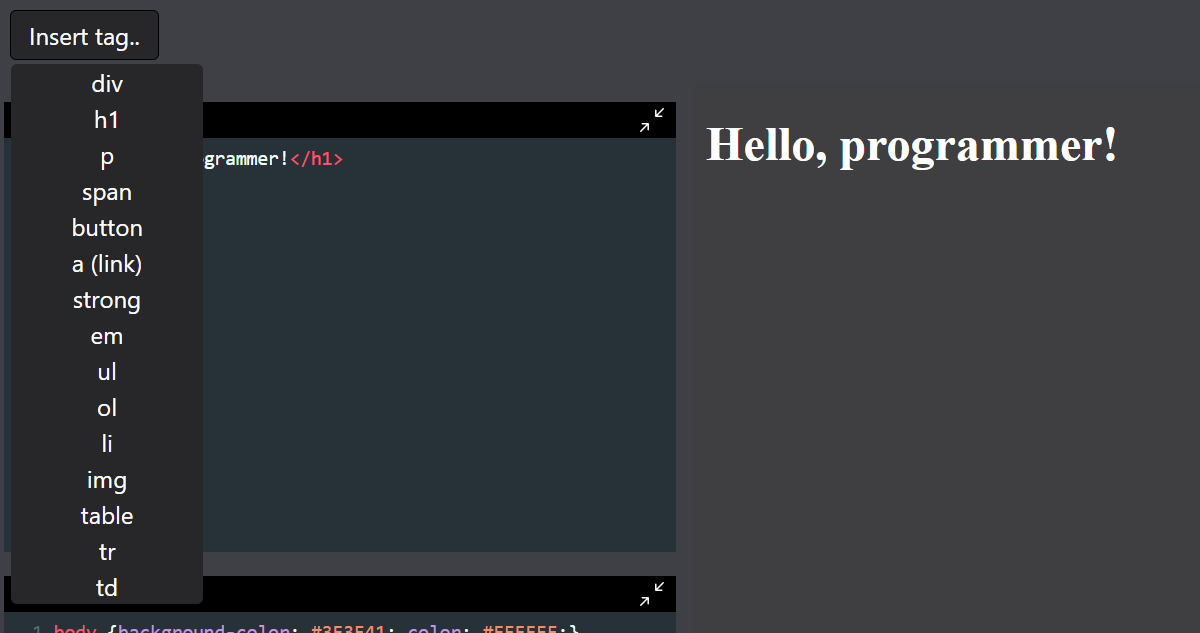 Insert tag..
div
h1
p
span
button
a (link)
strong
em
ul
ol
li
img
table
tr
td
grammer!</h1>
Hello, programmer!
1 body {background-color: #3F3F41; color: #FFFFFF;}